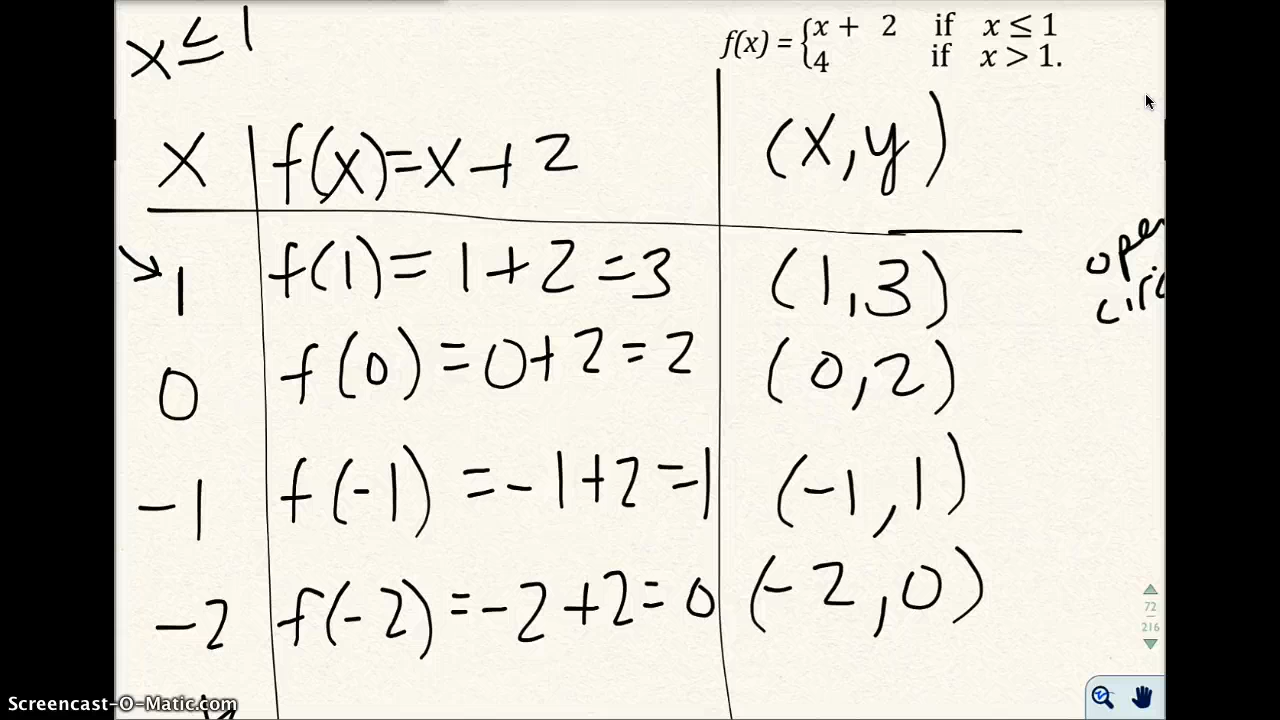 x ≤ 1
f(x) = { x + 2 if x ≤ 1
4 if x > 1.
x f(x)=x+2 (x,y)
1 f(1)= 1+2=3 (1,3)
0 f(0)=0+2=2 (0,2)
-1 f(-1) =-1+2=1 (-1,1)
-2 f(-2)=-2+2=0 (-2,0)
72
216
Screencast-O-Matic.com